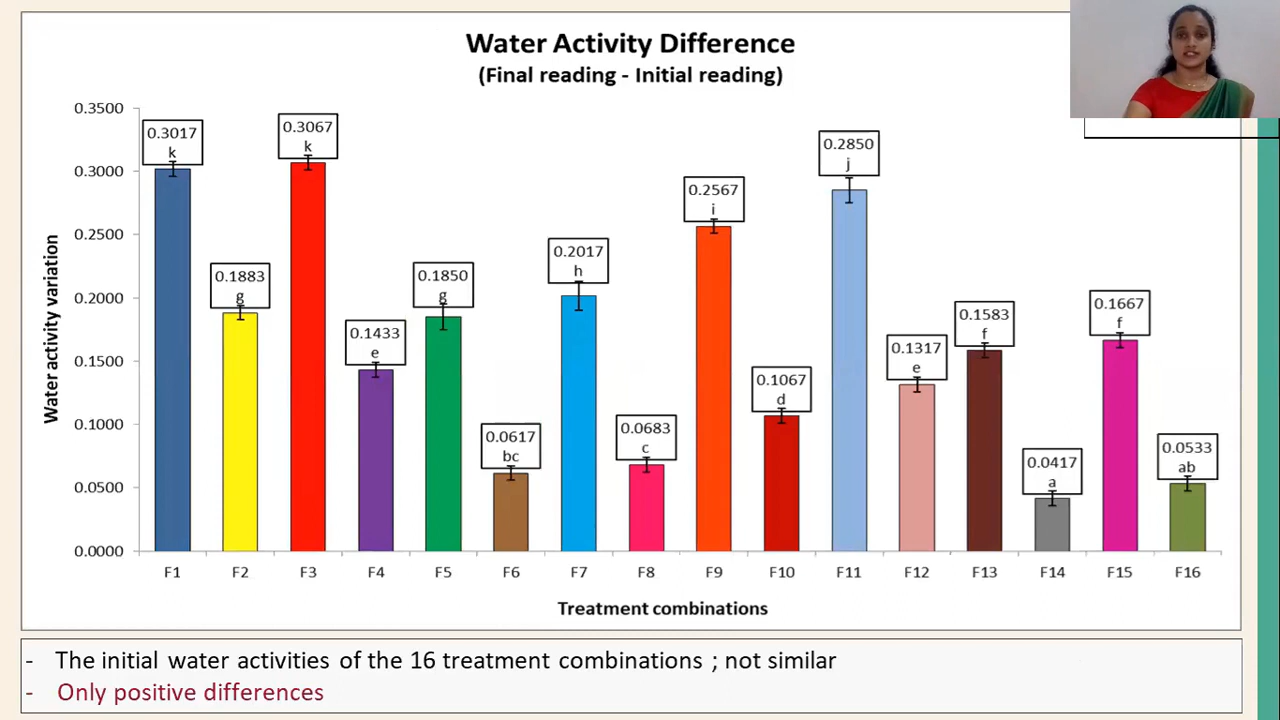 Water Activity Difference
(Final reading - Initial reading)
Water activity variation
0.3500
0.3000
0.2500
0.2000
0.1500
0.1000
0.0500
0.0000
0.3017
k
0.1883
g
0.3067
k
0.1433
e
0.1850
g
0.0617
bc
0.2017
h
0.0683
c
0.2567
i
0.1067
d
0.2850
j
0.1317
e
0.1583
f
0.0417
a
0.1667
f
0.0533
ab
F1 F2 F3 F4 F5 F6 F7 F8 F9 F10 F11 F12 F13 F14 F15 F16
Treatment combinations
- The initial water activities of the 16 treatment combinations ; not similar
- Only positive differences